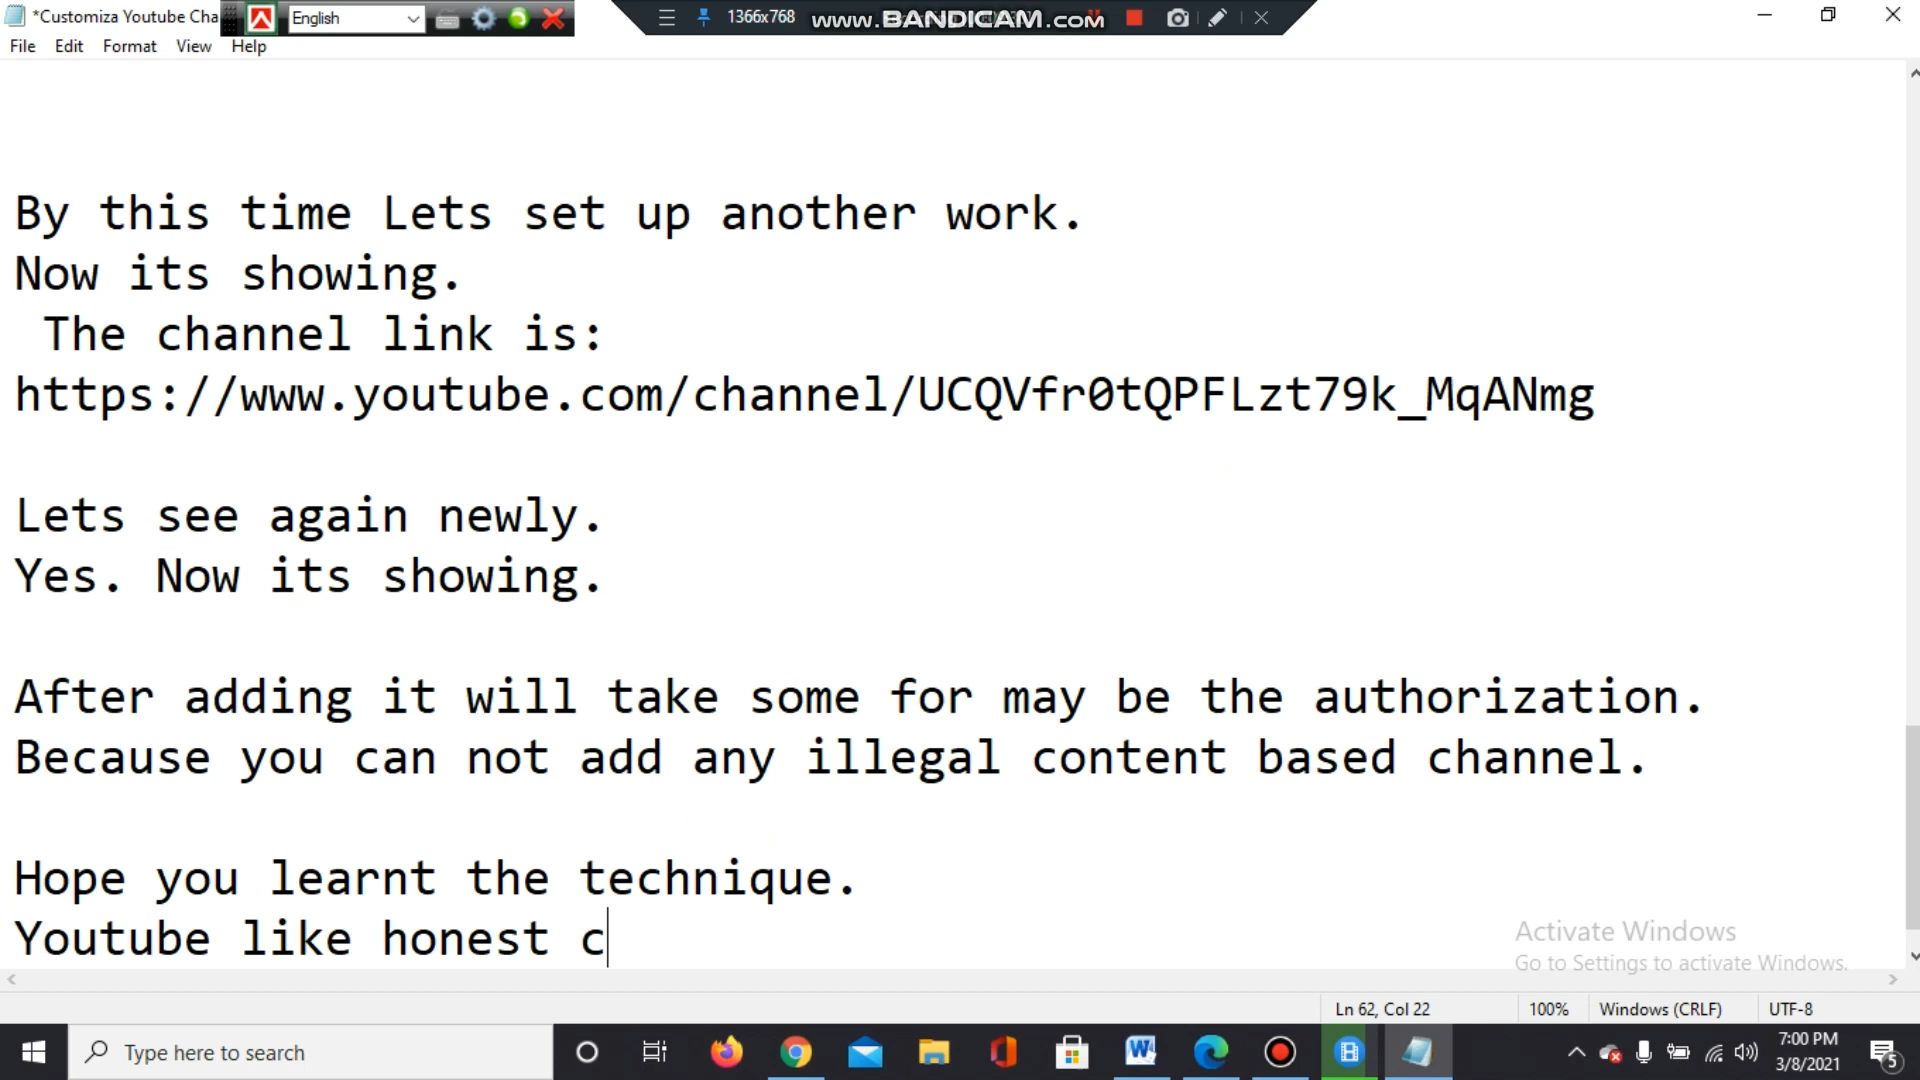 *Customiza Youtube Cha
English
1366x768
www.BANDICAM.com
File Edit Format View Help
By this time Lets set up another work.
Now its showing.
The channel link is:
https://www.youtube.com/channel/UCQVfr0tQPFLzt79k_MqANmg
Lets see again newly.
Yes. Now its showing.
After adding it will take some for may be the authorization.
Because you can not add any illegal content based channel.
Hope you learnt the technique.
Youtube like honest c
Activate Windows
Go to Settings to activate Windows.
Ln 62, Col 22 100% Windows (CRLF) UTF-8
Type here to search
7:00 PM
3/8/2021
5